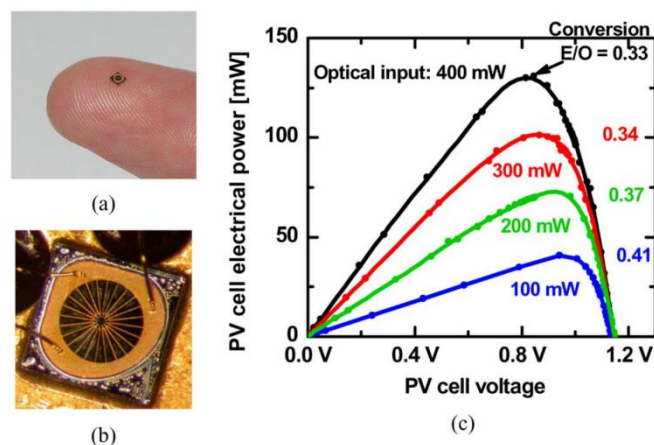 (a)
(b)
PV cell electrical power [mW]
150
100
50
0
0.0 V
0.4 V
0.8 V
1.2 V
PV cell voltage
Conversion
E/O = 0.33
Optical input: 400 mW
0.34
300 mW
0.37
200 mW
0.41
100 mW
(c)